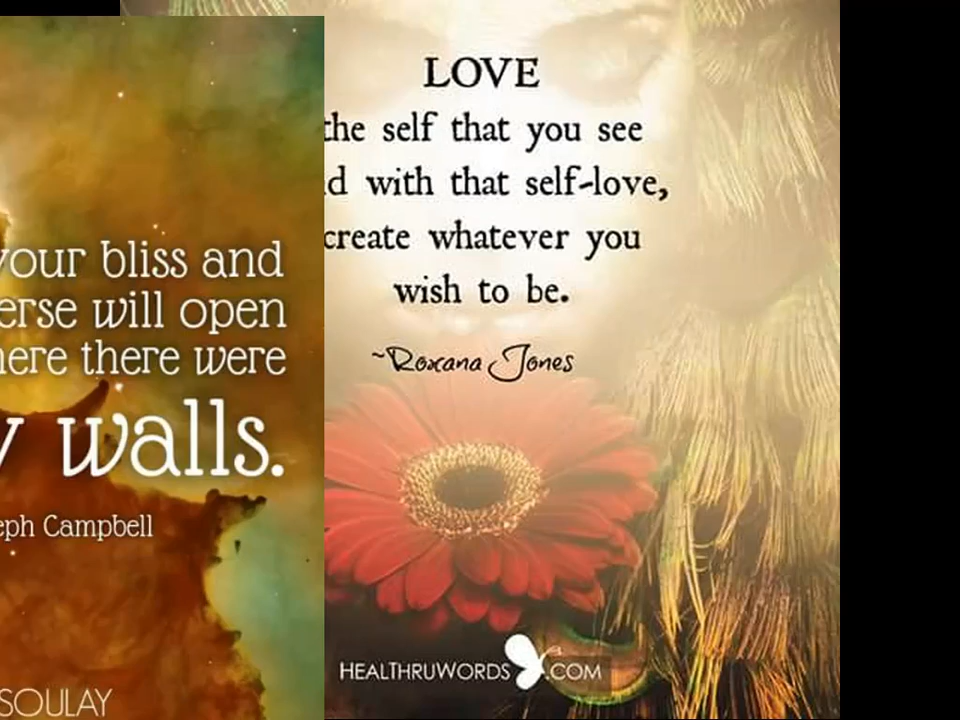 your bliss and
erse will open
here there were
walls.
eph Campbell
SOULAY
LOVE
the self that you see
d with that self-love,
create whatever you
wish to be.
~Roxana Jones
HEALTHRUWORDS.COM